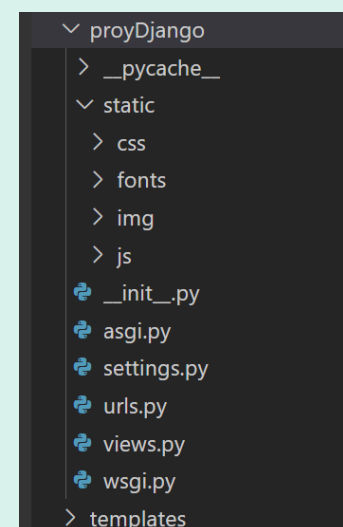 proyDjango
__pycache__
static
css
fonts
img
js
__init__.py
asgi.py
settings.py
urls.py
views.py
wsgi.py
templates